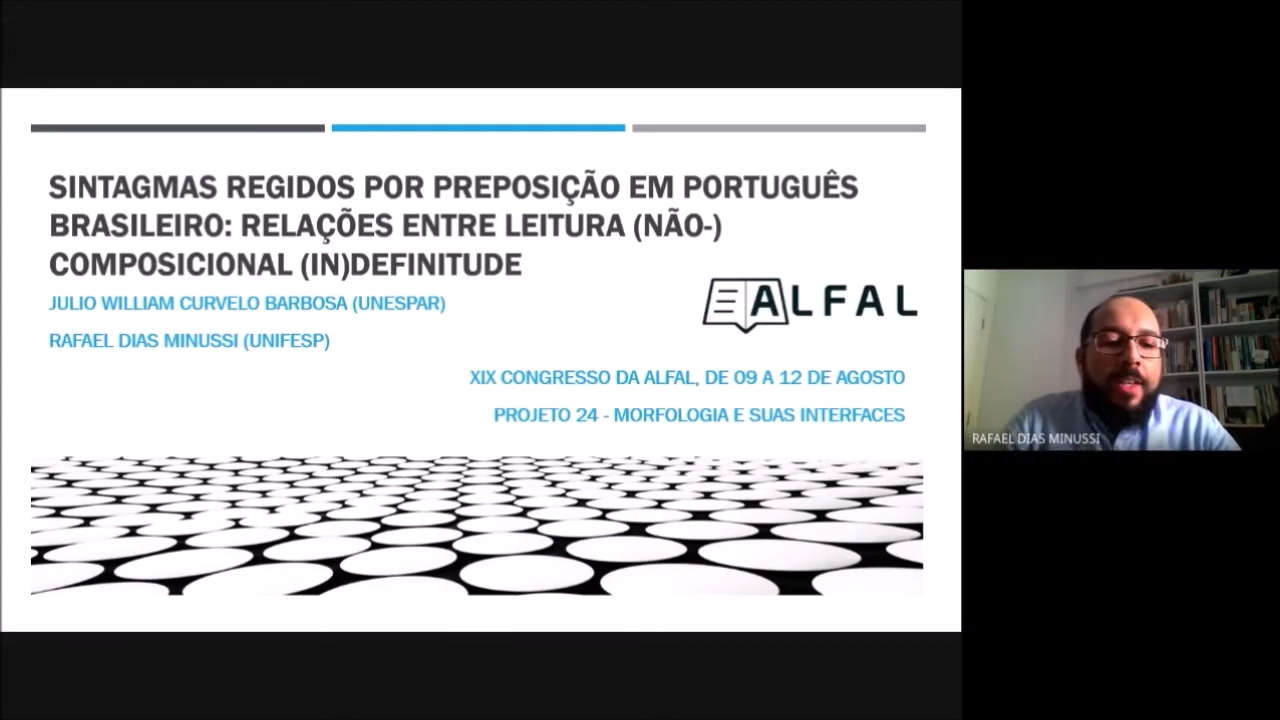 SINTAGMAS REGIDOS POR PREPOSIÇÃO EM PORTUGUÊS
BRASILEIRO: RELAÇÕES ENTRE LEITURA (NÃO-)
COMPOSICIONAL (IN)DEFINITUDE
JULIO WILLIAM CURVELO BARBOSA (UNESPAR)
RAFAEL DIAS MINUSSI (UNIFESP)
ALFAL
XIX CONGRESSO DA ALFAL, DE 09 A 12 DE AGOSTO
PROJETO 24 - MORFOLOGIA E SUAS INTERFACES
RAFAEL DIAS MINUSSI